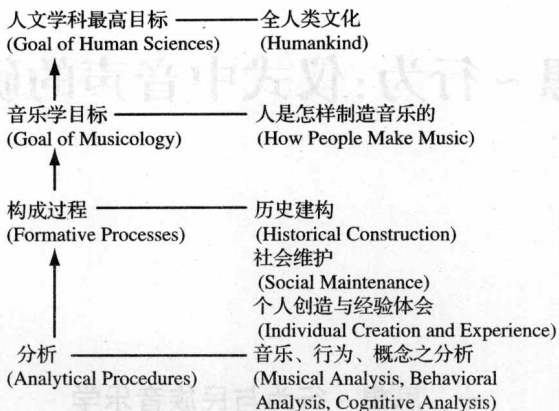 人文学科最高目标 全人类文化
(Goal of Human Sciences) (Humankind)
音乐学目标 人是怎样制造音乐的
(Goal of Musicology) (How People Make Music)
构成过程 历史建构
(Formative Processes) (Historical Construction)
社会维护
(Social Maintenance)
个人创造与经验体会
(Individual Creation and Experience)
分析 音乐、行为、概念之分析
(Analytical Procedures) (Musical Analysis, Behavioral
Analysis, Cognitive Analysis)